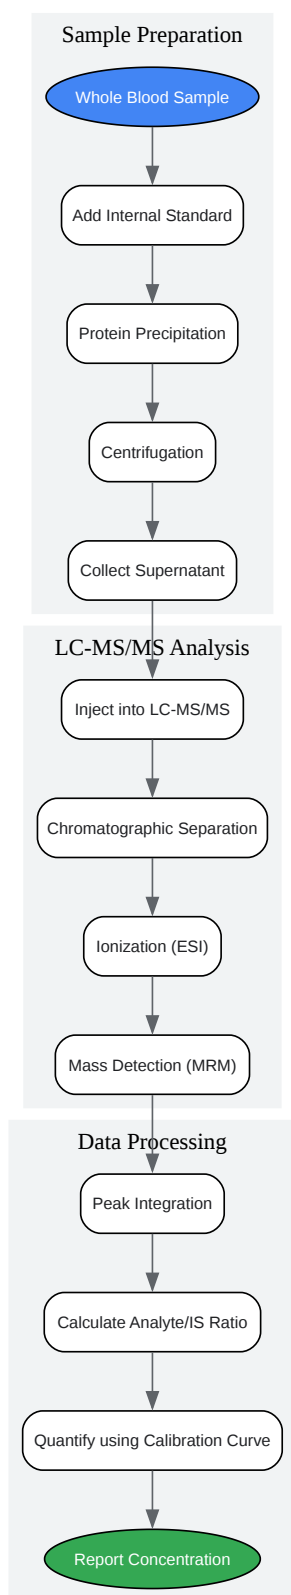 Sample Preparation
Whole Blood Sample
Add Internal Standard
Protein Precipitation
Centrifugation
Collect Supernatant
LC-MS/MS Analysis
Inject into LC-MS/MS
Chromatographic Separation
Ionization (ESI)
Mass Detection (MRM)
Data Processing
Peak Integration
Calculate Analyte/IS Ratio
Quantify using Calibration Curve
Report Concentration